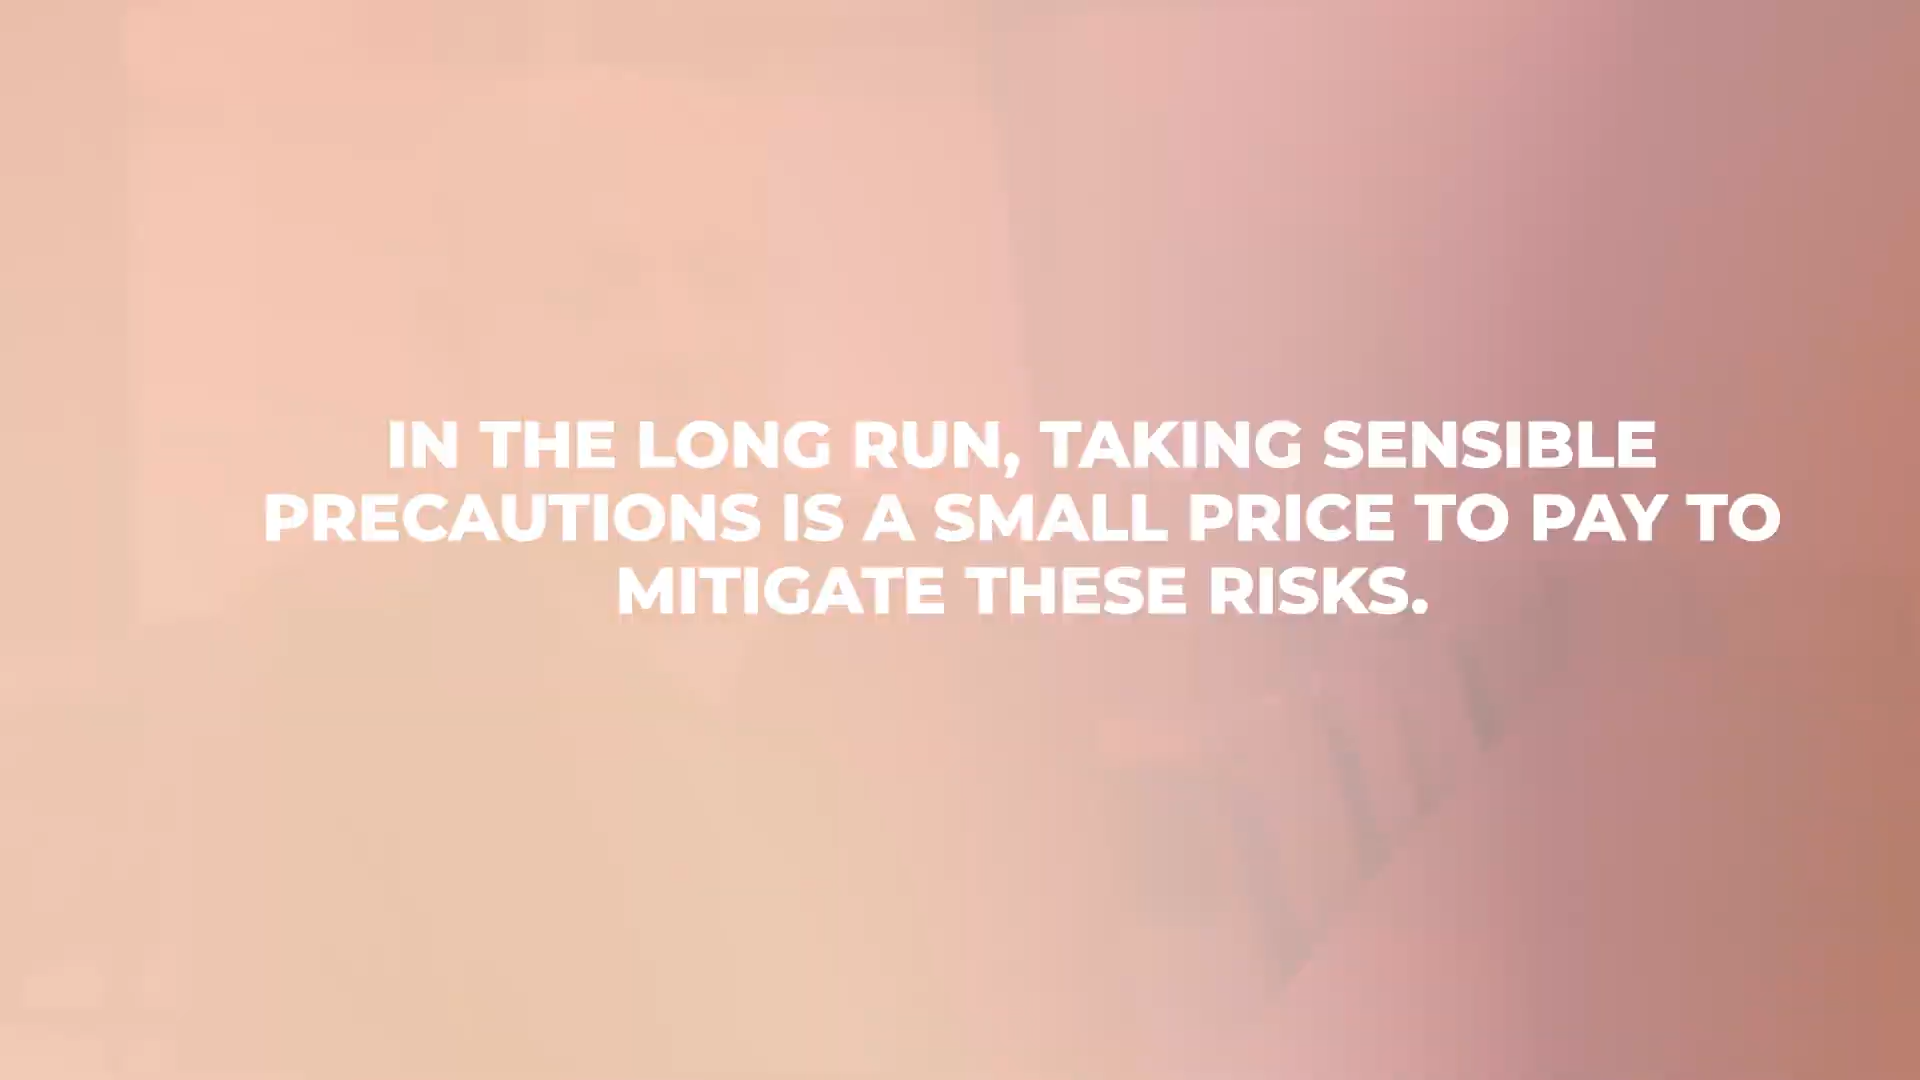 IN THE LONG RUN, TAKING SENSIBLE
PRECAUTIONS IS A SMALL PRICE TO PAY TO
MITIGATE THESE RISKS.